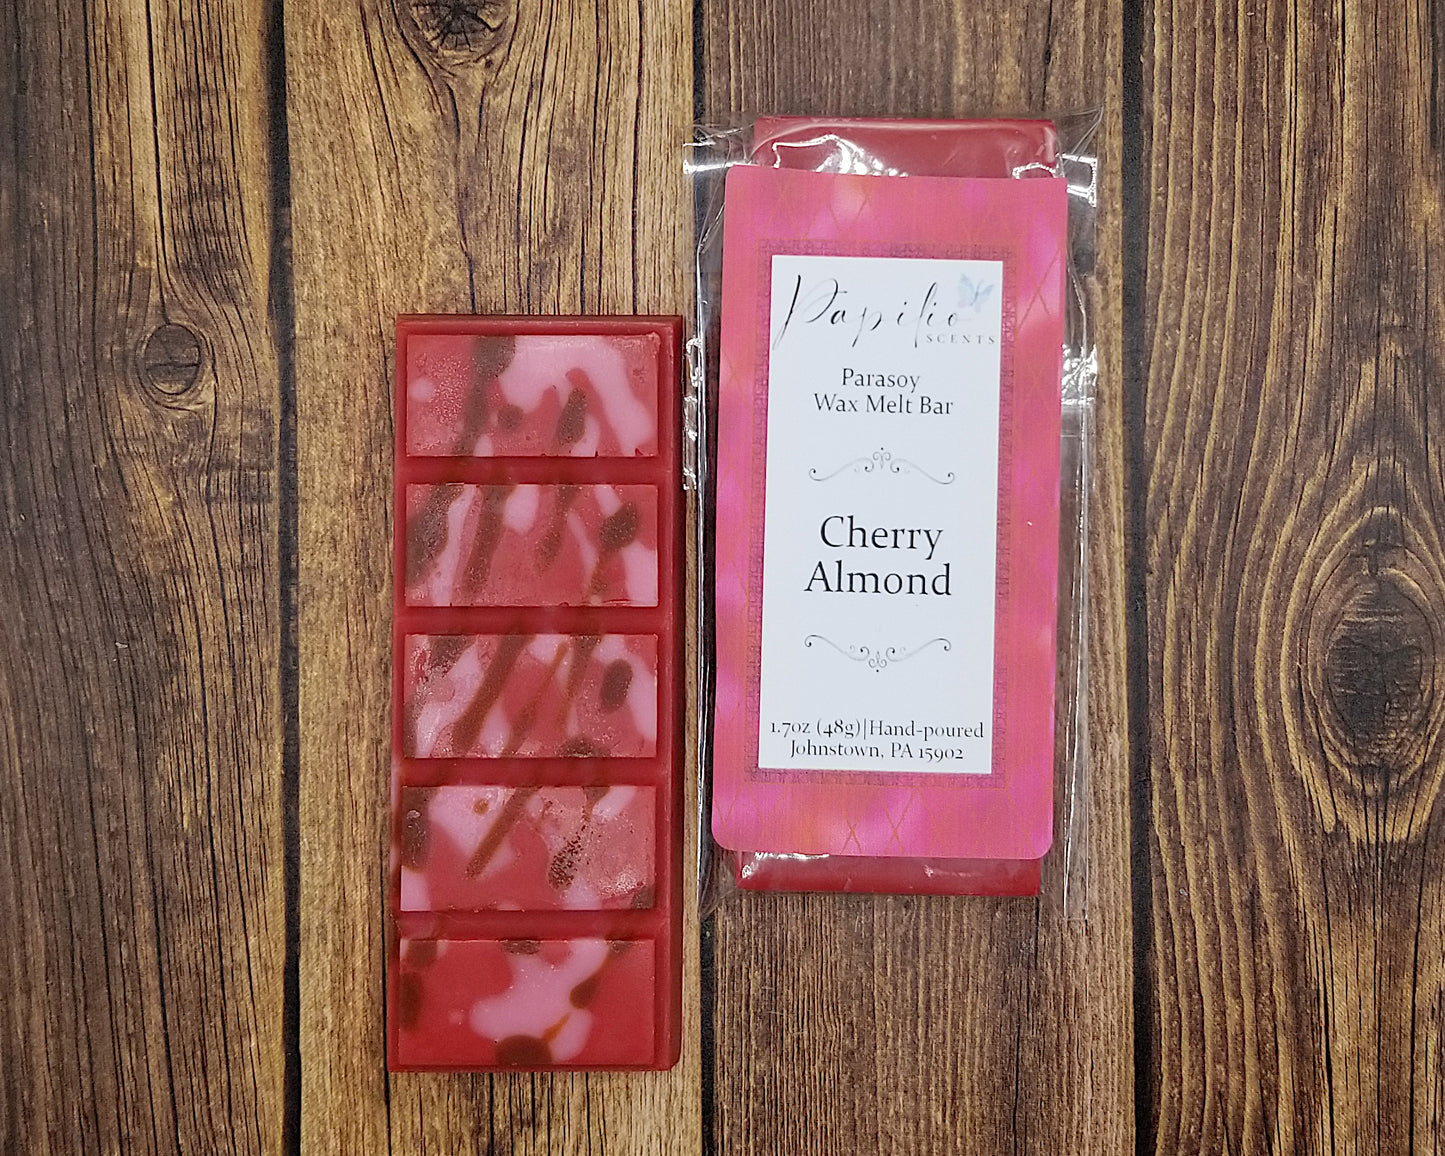 Papilio
SCENTS
Parasoy
Wax Melt Bar
Cherry
Almond
1.7oz (48g)|Hand-poured
Johnstown, PA 15902